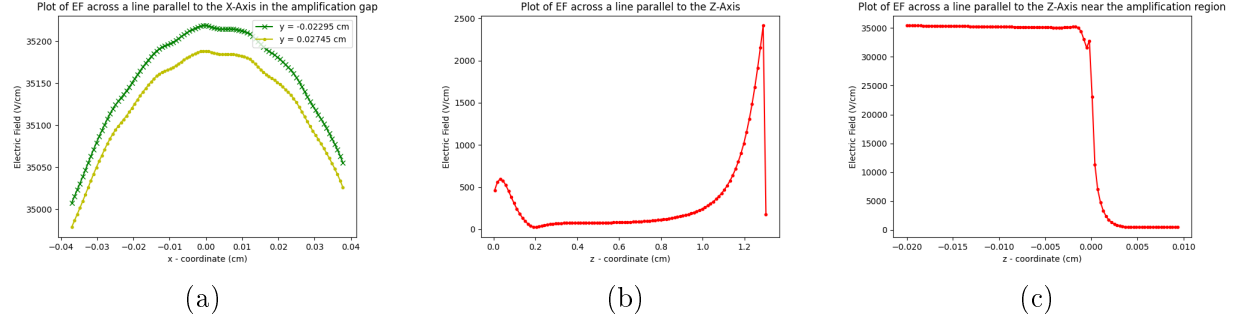 Plot of EF across a line parallel to the X-Axis in the amplification gap
35200
35150
35100
35050
35000
Electric Field (V/cm)
y = -0.02295 cm
y = 0.02745 cm
−0.04 −0.03 −0.02 −0.01 0.00 0.01 0.02 0.03 0.04
x - coordinate (cm)
(a)
Plot of EF across a line parallel to the Z-Axis
2500
2000
1500
1000
500
0
Electric Field (V/cm)
0.0 0.2 0.4 0.6 0.8 1.0 1.2
z - coordinate (cm)
(b)
Plot of EF across a line parallel to the Z-Axis near the amplification region
35000
30000
25000
20000
15000
10000
5000
0
Electric Field (V/cm)
−0.020 −0.015 −0.010 −0.005 0.000 0.005 0.010
z - coordinate (cm)
(c)